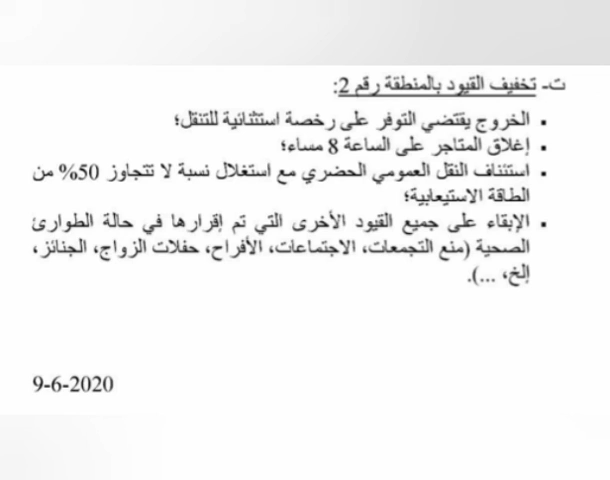 ت- تخفيف القيود بالمنطقة رقم 2:
▪ الخروج يقتضي التوفر على رخصة استثنائية للتنقل؛
▪ إغلاق المتاجر على الساعة 8 مساء؛
▪ استئناف النقل العمومي الحضري مع استغلال نسبة لا تتجاوز 50% من
الطاقة الاستيعابية؛
▪ الإبقاء على جميع القيود الأخرى التي تم إقرارها في حالة الطوارئ
الصحية (منع التجمعات، الاجتماعات، الأفراح، حفلات الزواج، الجنائز،
إلخ، ...).
9-6-2020